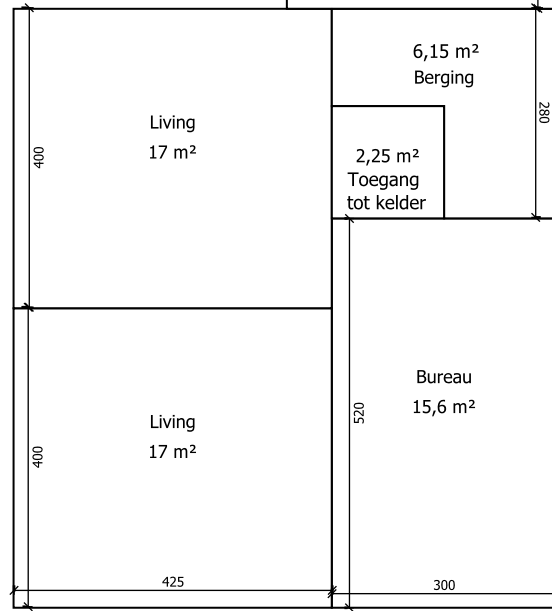 6,15 m²
Berging
280
Living
17 m²
400
2,25 m²
Toegang
tot kelder
Bureau
15,6 m²
520
Living
17 m²
400
425
300